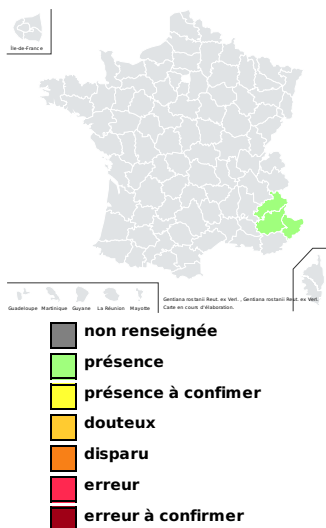 Île-de-France
Guadeloupe Martinique Guyane La Réunion Mayotte
Gentiana rostanii Reut. ex Verl. , Gentiana rostanii Reut. ex Verl.
Carte en cours d'élaboration.
non renseignée
présence
présence à confimer
douteux
disparu
erreur
erreur à confirmer